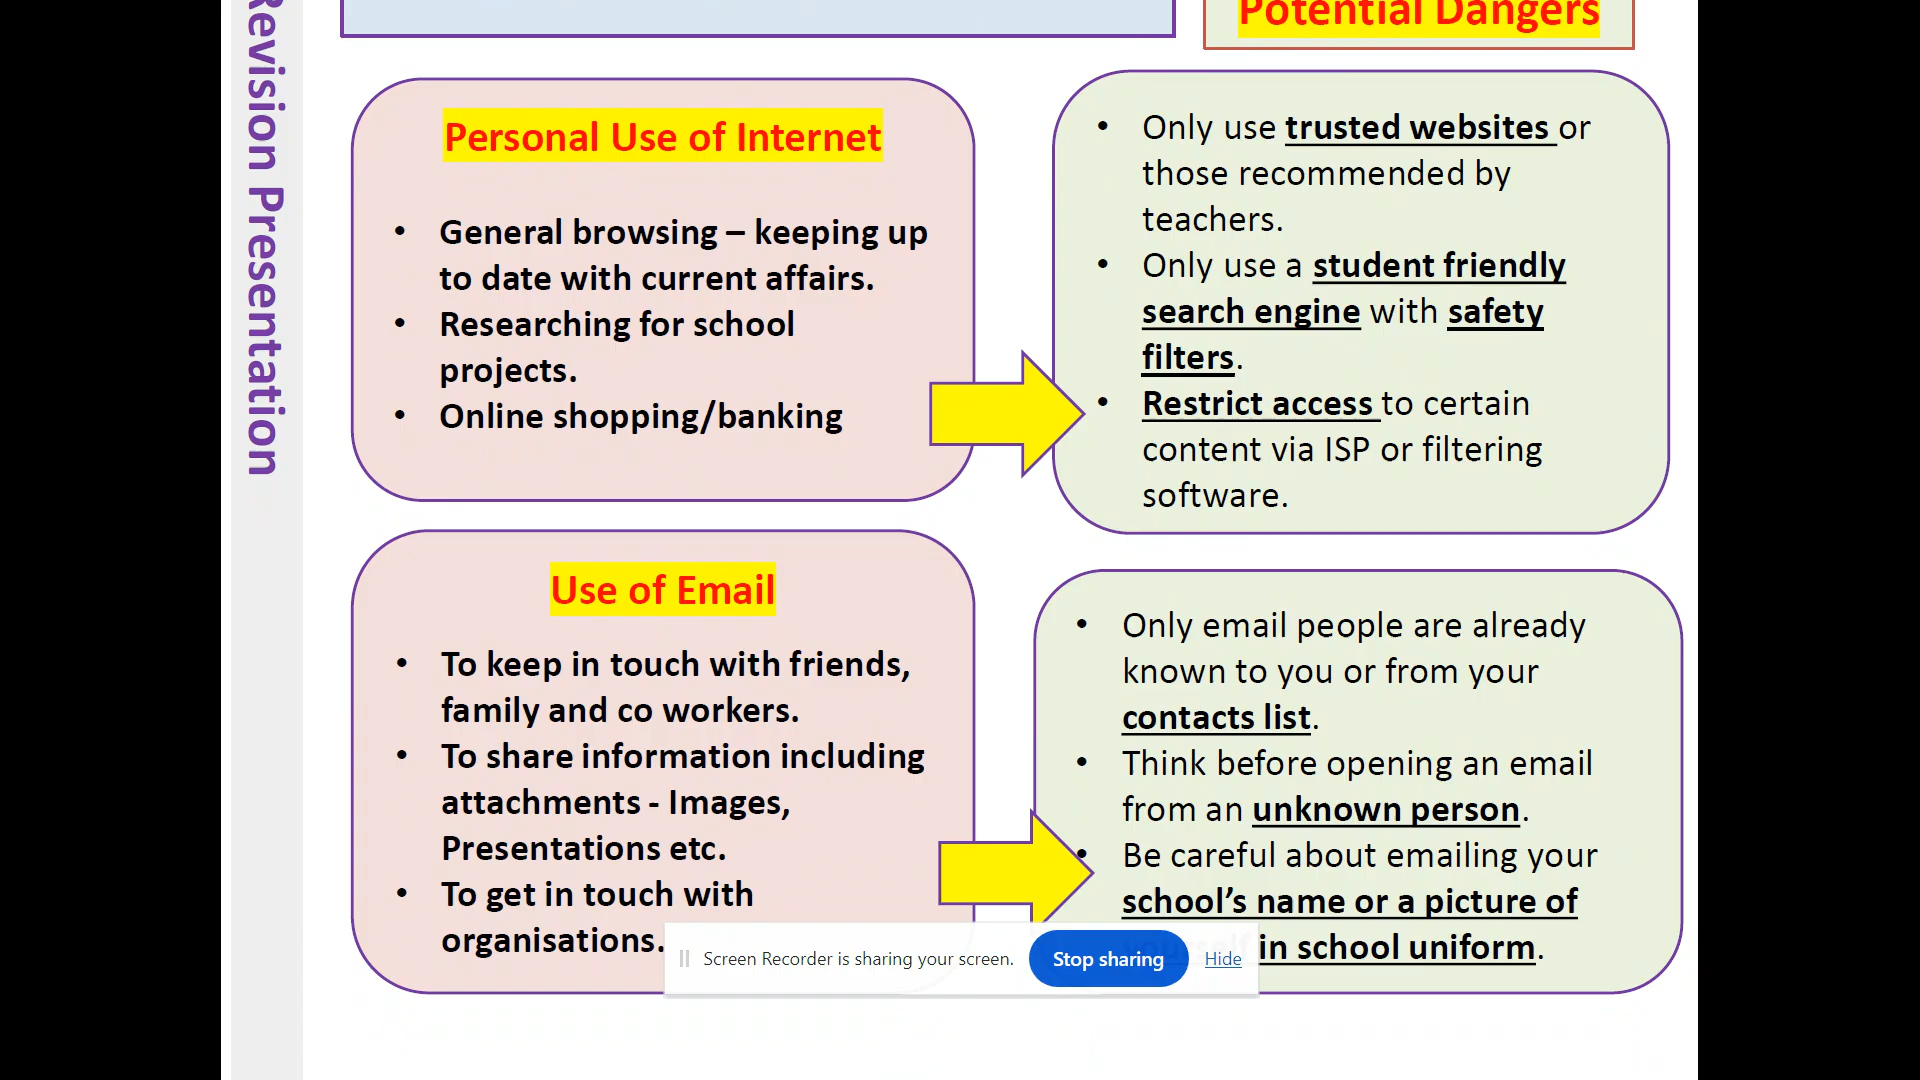 Revision Presentation
Potential Dangers
Personal Use of Internet
• General browsing – keeping up
to date with current affairs.
• Researching for school
projects.
• Online shopping/banking
• Only use trusted websites or
those recommended by
teachers.
• Only use a student friendly
search engine with safety
filters.
• Restrict access to certain
content via ISP or filtering
software.
Use of Email
• To keep in touch with friends,
family and co workers.
• To share information including
attachments - Images,
Presentations etc.
• To get in touch with
organisations.
• Only email people are already
known to you or from your
contacts list.
• Think before opening an email
from an unknown person.
• Be careful about emailing your
school’s name or a picture of
yourself in school uniform.
Screen Recorder is sharing your screen.
Stop sharing
Hide